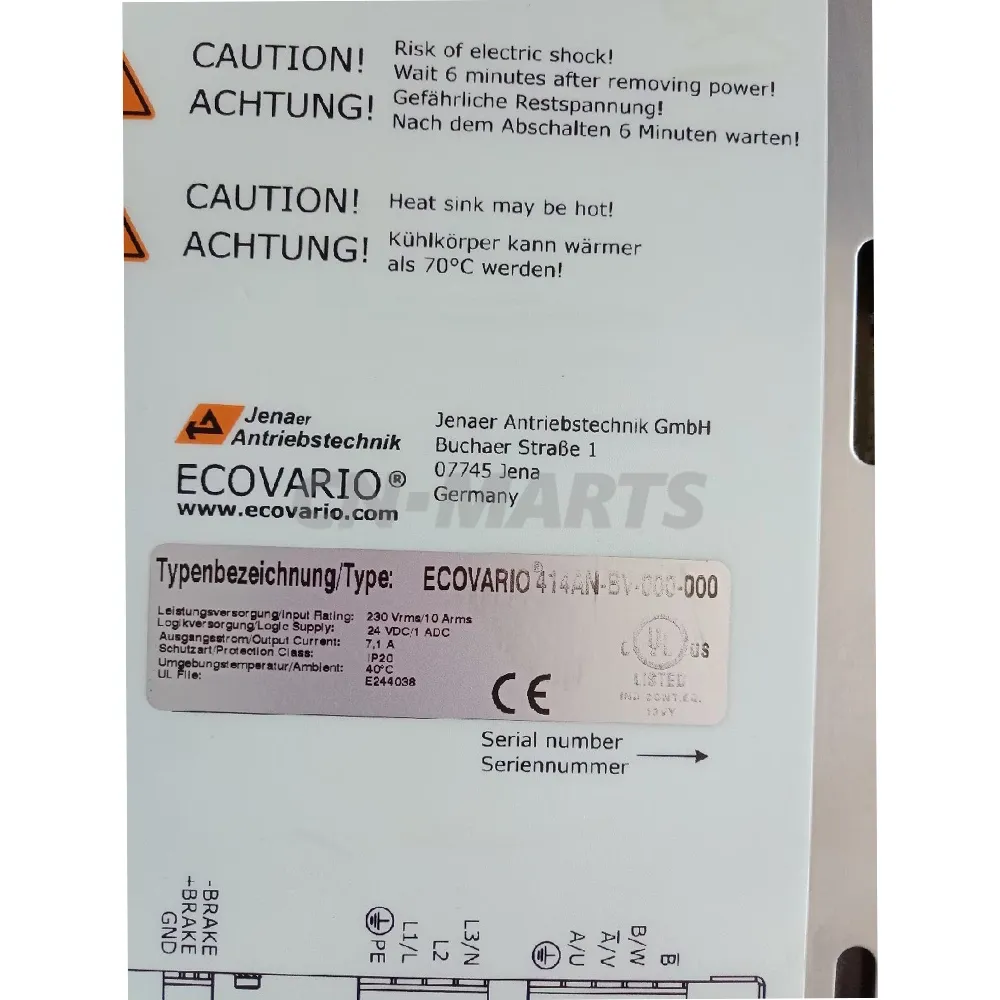 CAUTION!
ACHTUNG!
Risk of electric shock!
Wait 6 minutes after removing power!
Gefährliche Restspannung!
Nach dem Abschalten 6 Minuten warten!
CAUTION!
ACHTUNG!
Heat sink may be hot!
Kühlkörper kann wärmer
als 70°C werden!
Jenaer
Antriebstechnik
ECOVARIO®
www.ecovario.com
Jenaer Antriebstechnik GmbH
Buchaer Straße 1
07745 Jena
Germany
CN-MARTS
Typenbezeichnung/Type: ECOVARIO® 414AN-BV-000-000
Leistungsversorgung/Input Rating: 230 Vrms/10 Arms
Logikversorgung/Logic Supply: 24 VDC/1 ADC
Ausgangsstrom/Output Current: 7,1 A
Schutzart/Protection Class: IP20
Umgebungstemperatur/Ambient: 40°C
UL File: E244038
CE
C UL US
LISTED
IND.CONT.EQ.
Serial number
Seriennummer
-BRAKE
+BRAKE
GND
PE
L1/L
L2
L3/N
A/U
A̅/V
B/W
B̅